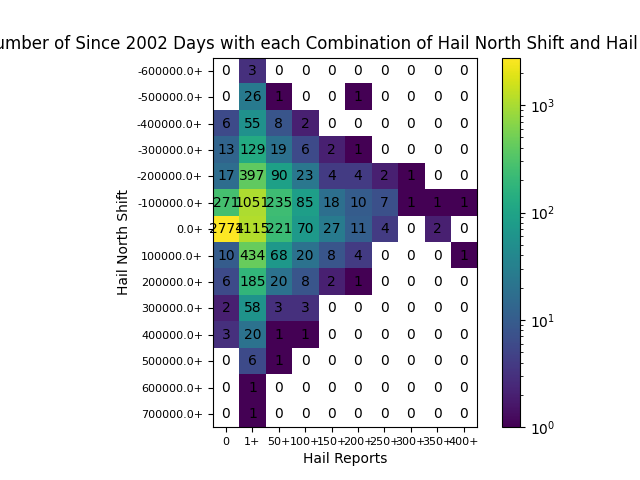 umber of Since 2002 Days with each Combination of Hail North Shift and Hail
-600000.0+ 0 3 0 0 0 0 0 0 0 0
-500000.0+ 0 26 1 0 0 1 0 0 0 0
-400000.0+ 6 55 8 2 0 0 0 0 0 0
-300000.0+ 13 129 19 6 2 1 0 0 0 0
-200000.0+ 17 397 90 23 4 4 2 1 0 0
-100000.0+ 271 1051 235 85 18 10 7 1 1 1
0.0+ 2771 1115 221 70 27 11 4 0 2 0
100000.0+ 10 434 68 20 8 4 0 0 0 1
200000.0+ 6 185 20 8 2 1 0 0 0 0
300000.0+ 2 58 3 3 0 0 0 0 0 0
400000.0+ 3 20 1 1 0 0 0 0 0 0
500000.0+ 0 6 1 0 0 0 0 0 0 0
600000.0+ 0 1 0 0 0 0 0 0 0 0
700000.0+ 0 1 0 0 0 0 0 0 0 0
0 1+ 50+ 100+ 150+ 200+ 250+ 300+ 350+ 400+
Hail Reports
Hail North Shift
10^3
10^2
10^1
10^0